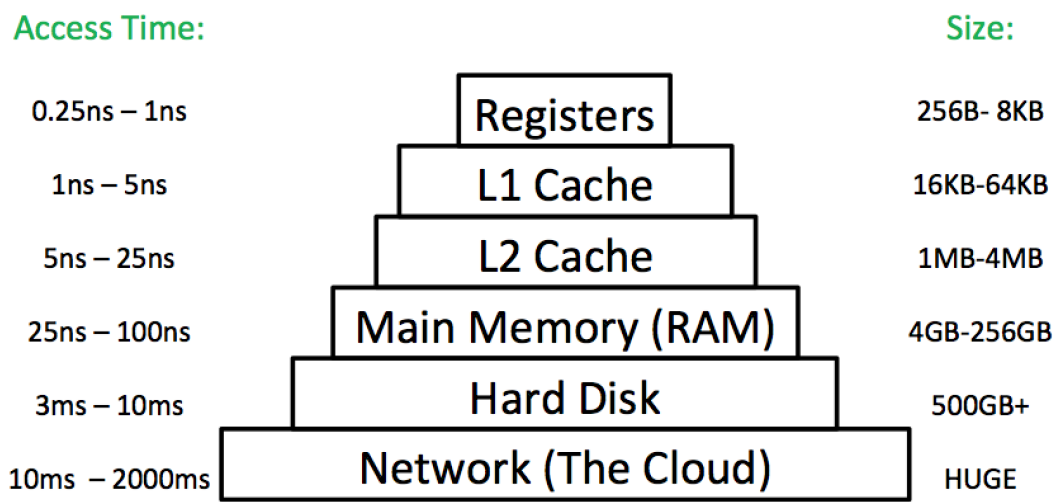 Access Time: Size:
0.25ns – 1ns Registers 256B- 8KB
1ns – 5ns L1 Cache 16KB-64KB
5ns – 25ns L2 Cache 1MB-4MB
25ns – 100ns Main Memory (RAM) 4GB-256GB
3ms – 10ms Hard Disk 500GB+
10ms – 2000ms Network (The Cloud) HUGE